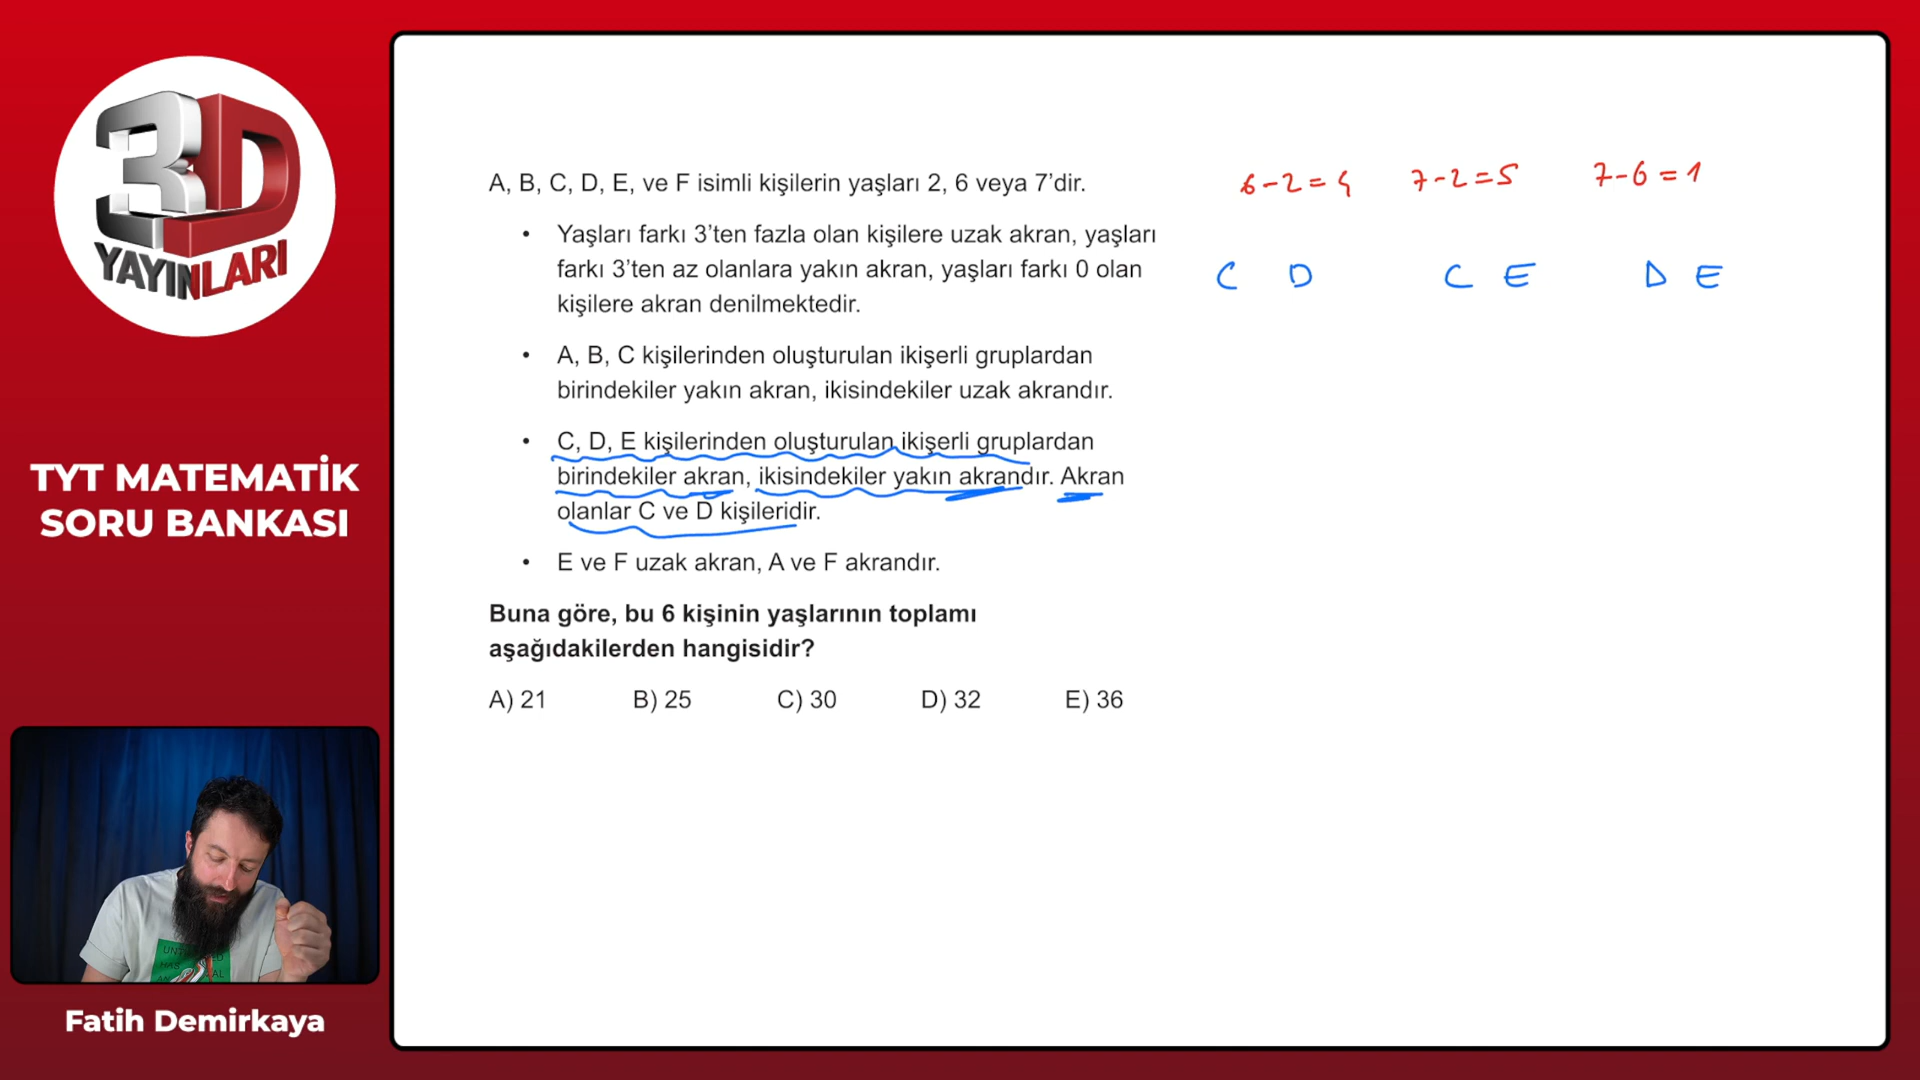 3D
YAYINLARI
TYT MATEMATİK
SORU BANKASI
Fatih Demirkaya
A, B, C, D, E, ve F isimli kişilerin yaşları 2, 6 veya 7’dir.
• Yaşları farkı 3’ten fazla olan kişilere uzak akran, yaşları
farkı 3’ten az olanlara yakın akran, yaşları farkı 0 olan
kişilere akran denilmektedir.
• A, B, C kişilerinden oluşturulan ikişerli gruplardan
birindekiler yakın akran, ikisindekiler uzak akrandır.
• C, D, E kişilerinden oluşturulan ikişerli gruplardan
birindekiler akran, ikisindekiler yakın akrandır. Akran
olanlar C ve D kişileridir.
• E ve F uzak akran, A ve F akrandır.
Buna göre, bu 6 kişinin yaşlarının toplamı
aşağıdakilerden hangisidir?
A) 21 B) 25 C) 30 D) 32 E) 36
6-2=4 7-2=5 7-6=1
C D C E D E